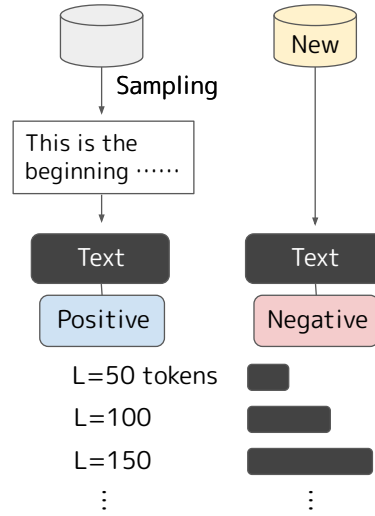 New
Sampling
This is the
beginning ······
Text
Text
Positive
Negative
L=50 tokens
L=100
L=150
⋮
⋮